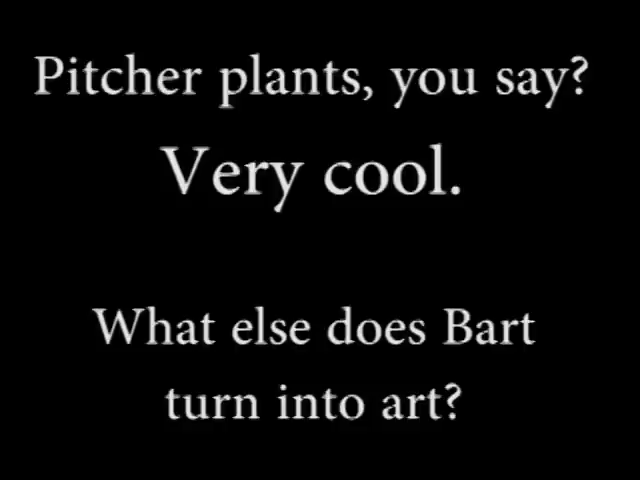 Pitcher plants, you say?
Very cool.
What else does Bart
turn into art?